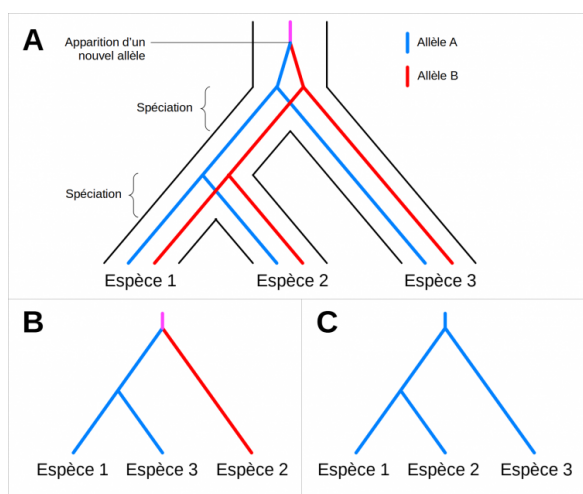 A
Apparition d'un
nouvel allèle
Allèle A
Allèle B
Spéciation
Spéciation
Espèce 1
Espèce 2
Espèce 3
B
Espèce 1
Espèce 3
Espèce 2
C
Espèce 1
Espèce 2
Espèce 3